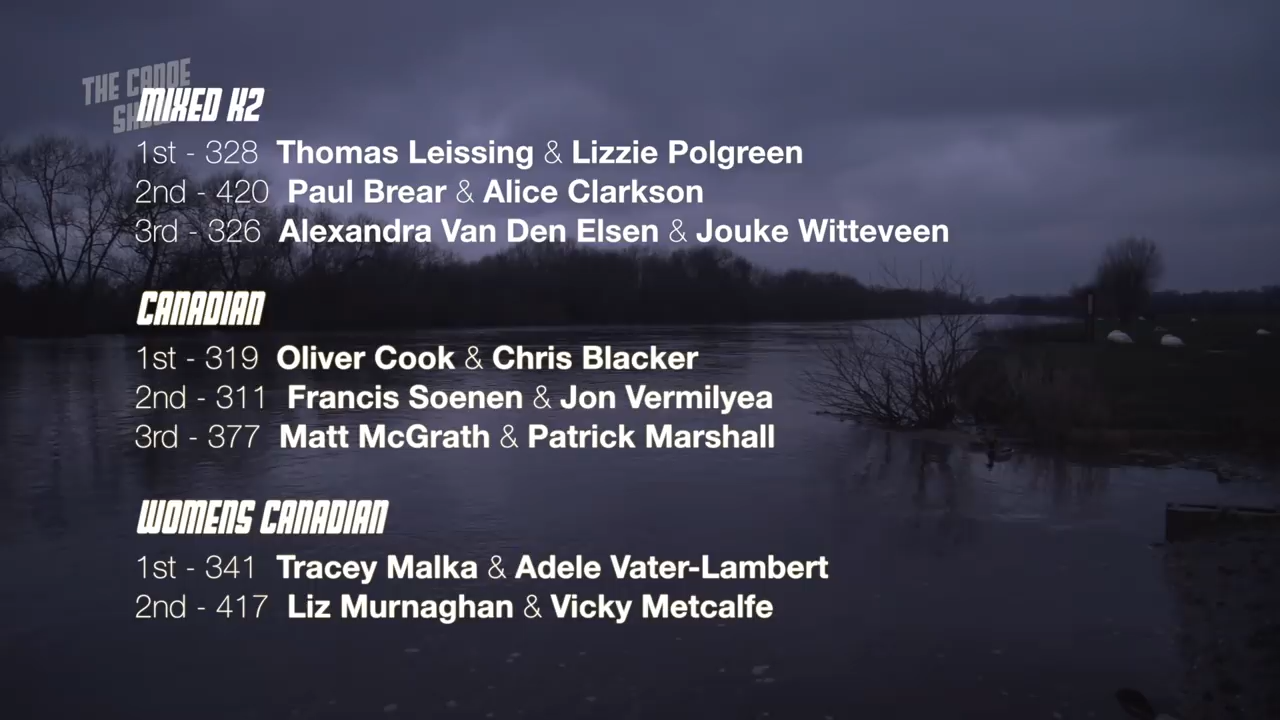 THE CANOE
SHOW
MIXED K2
1st - 328 Thomas Leissing & Lizzie Polgreen
2nd - 420 Paul Brear & Alice Clarkson
3rd - 326 Alexandra Van Den Elsen & Jouke Witteveen
CANADIAN
1st - 319 Oliver Cook & Chris Blacker
2nd - 311 Francis Soenen & Jon Vermilyea
3rd - 377 Matt McGrath & Patrick Marshall
WOMENS CANADIAN
1st - 341 Tracey Malka & Adele Vater-Lambert
2nd - 417 Liz Murnaghan & Vicky Metcalfe